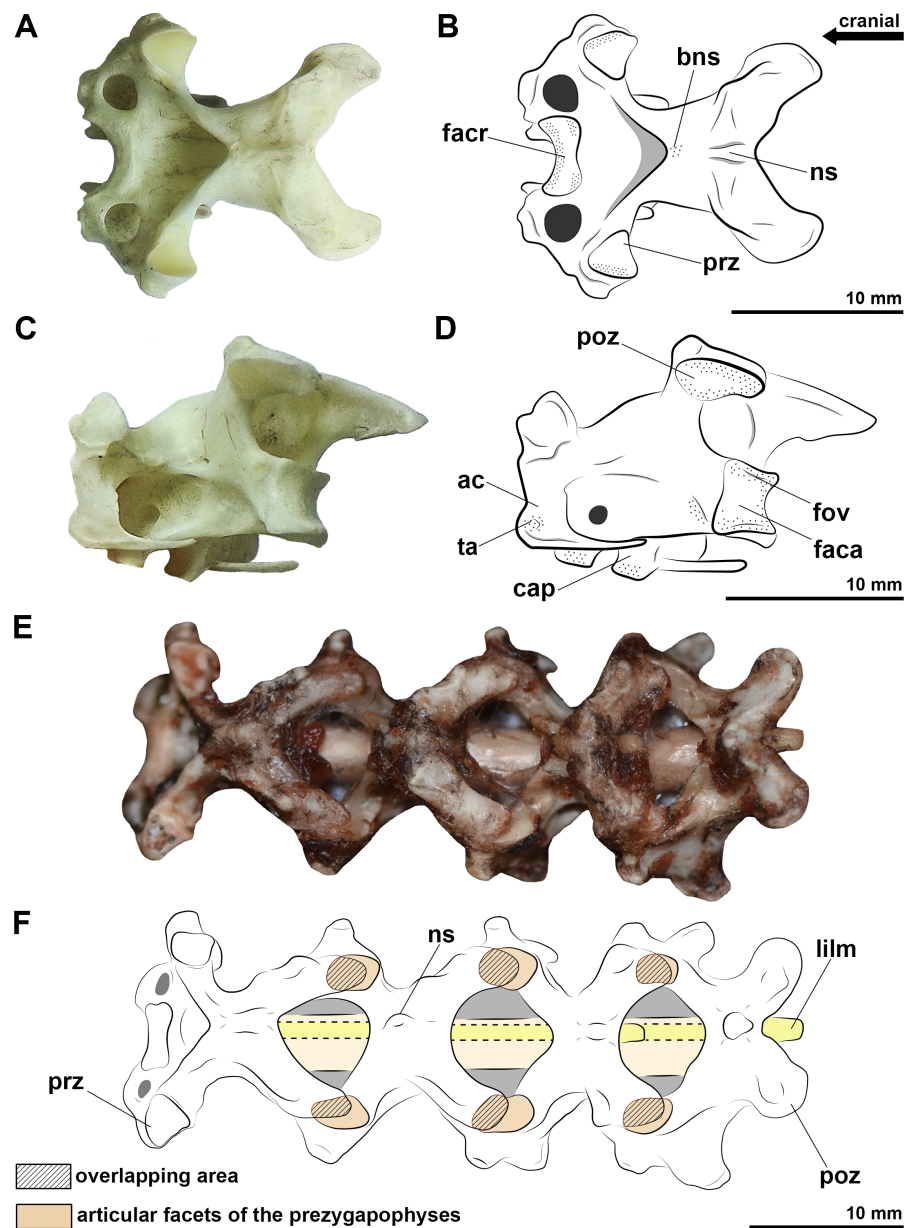 A
B
cranial
bns
facr
ns
prz
10 mm
C
D
poz
ac
fov
ta
faca
cap
10 mm
E
F
ns
lilm
prz
poz
overlapping area
articular facets of the prezygapophyses
10 mm